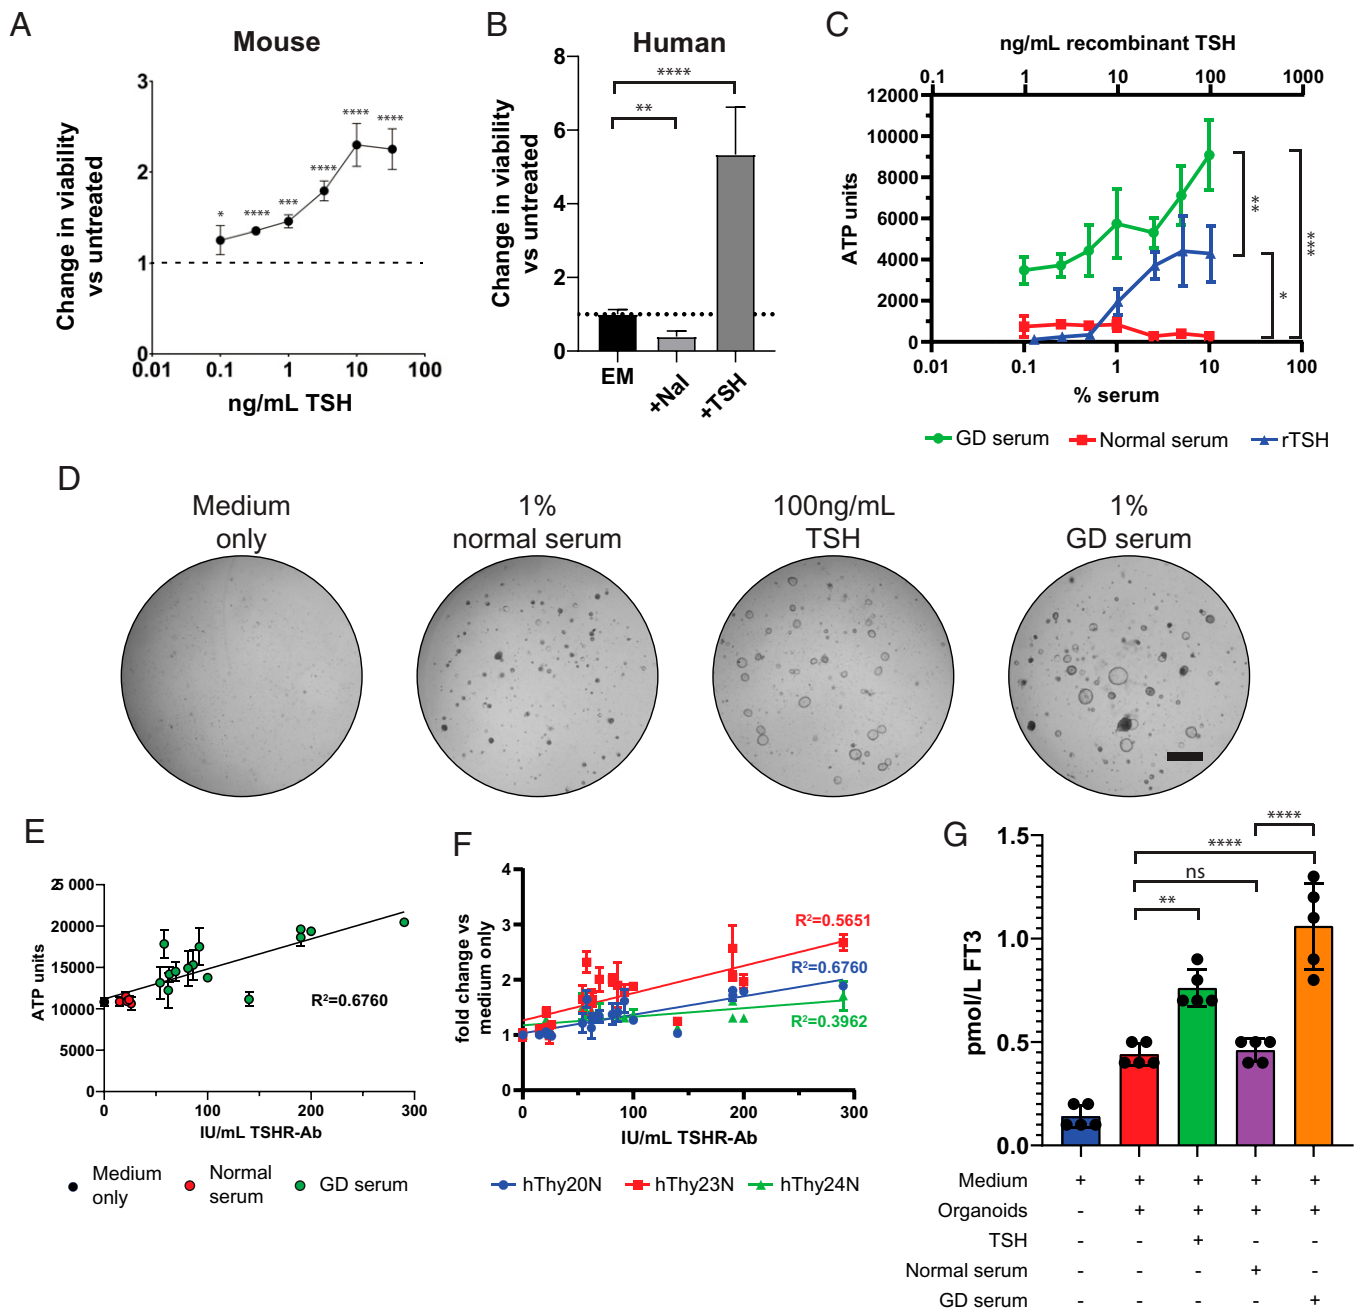 A
Mouse
Change in viability
vs untreated
3
2
1
0
*
****
***
****
****
****
0.01
0.1
1
10
100
ng/mL TSH
B
Human
Change in viability
vs untreated
8
6
4
2
0
****
**
EM
+NaI
+TSH
C
ng/mL recombinant TSH
0.1
1
10
100
1000
ATP units
12000
10000
8000
6000
4000
2000
0
**
*
***
0.01
0.1
1
10
100
% serum
GD serum
Normal serum
rTSH
D
Medium
only
1%
normal serum
100ng/mL
TSH
1%
GD serum
E
ATP units
25 000
20000
15000
10000
5000
0
R²=0.6760
0
100
200
300
IU/mL TSHR-Ab
Medium
only
Normal
serum
GD serum
F
fold change vs
medium only
4
3
2
1
0
R²=0.5651
R²=0.6760
R²=0.3962
0
100
200
300
IU/mL TSHR-Ab
hThy20N
hThy23N
hThy24N
G
pmol/L FT3
1.5
1.0
0.5
0.0
****
****
ns
**
Medium + + + + +
Organoids - + + + +
TSH - - + - -
Normal serum - - - + -
GD serum - - - - +